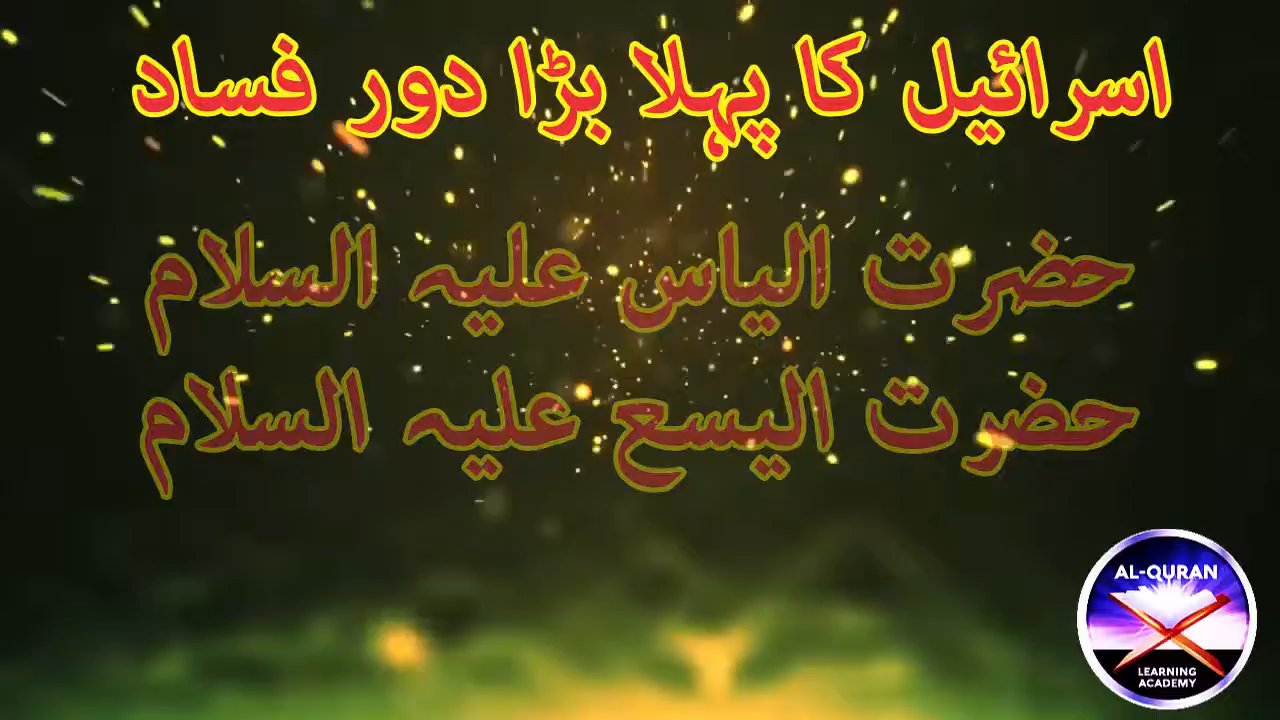 اسرائیل کا پہلا بڑا دور فساد
حضرت الیاس علیہ السلام
حضرت الیسع علیہ السلام
AL-QURAN
LEARNING
ACADEMY